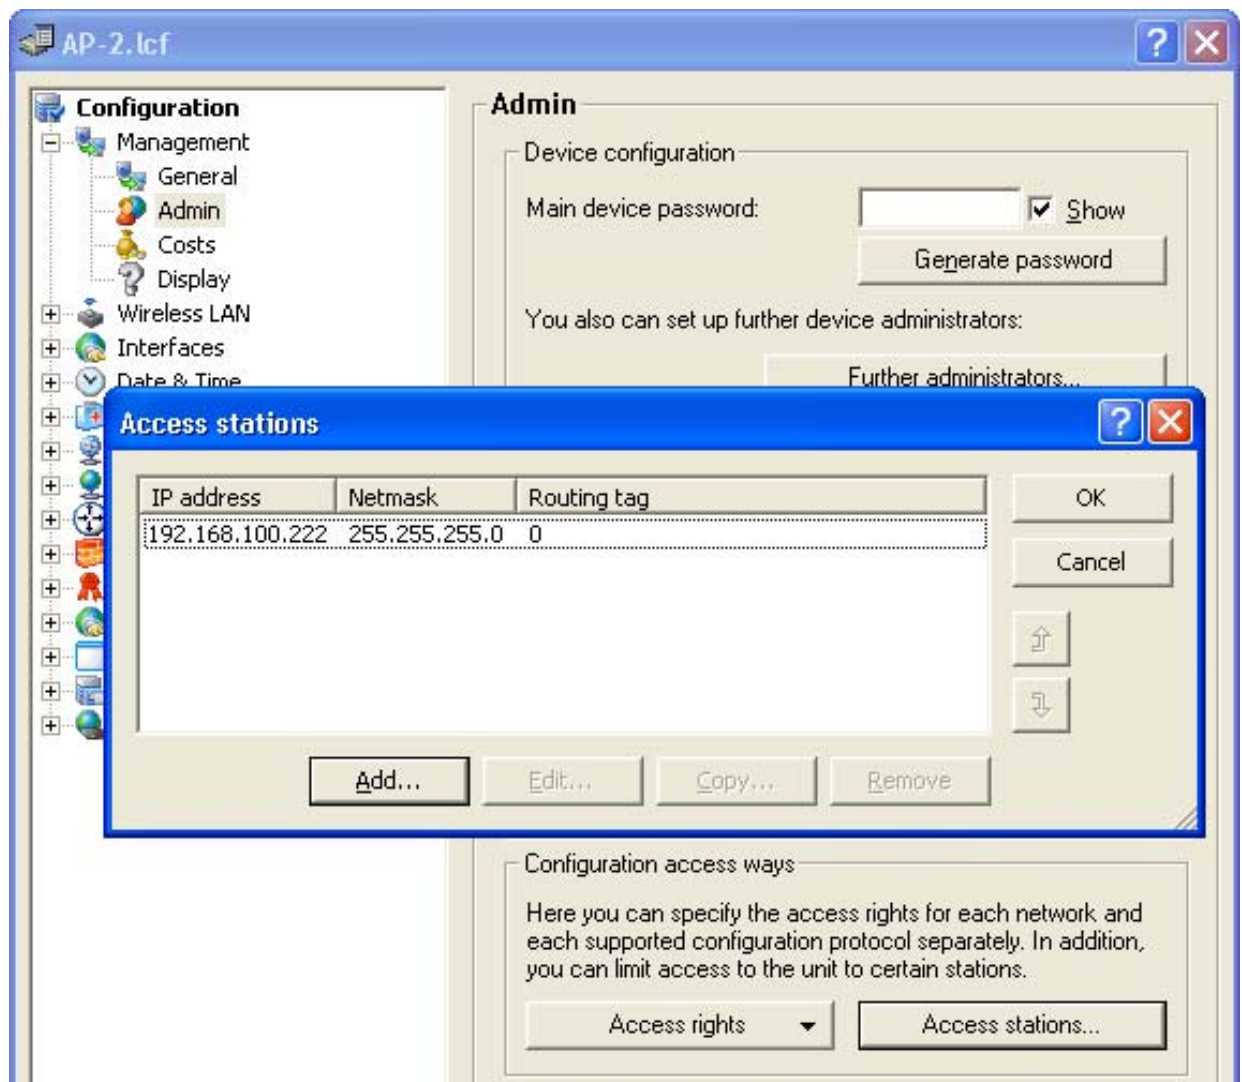 AP-2.lcf
Configuration
Management
General
Admin
Costs
Display
Wireless LAN
Interfaces
Date & Time
Admin
Device configuration
Main device password:
Show
Generate password
You also can set up further device administrators:
Further administrators...
Access stations
IP address Netmask Routing tag
192.168.100.222 255.255.255.0 0
OK
Cancel
Add...
Edit...
Copy...
Remove
Configuration access ways
Here you can specify the access rights for each network and
each supported configuration protocol separately. In addition,
you can limit access to the unit to certain stations.
Access rights
Access stations...